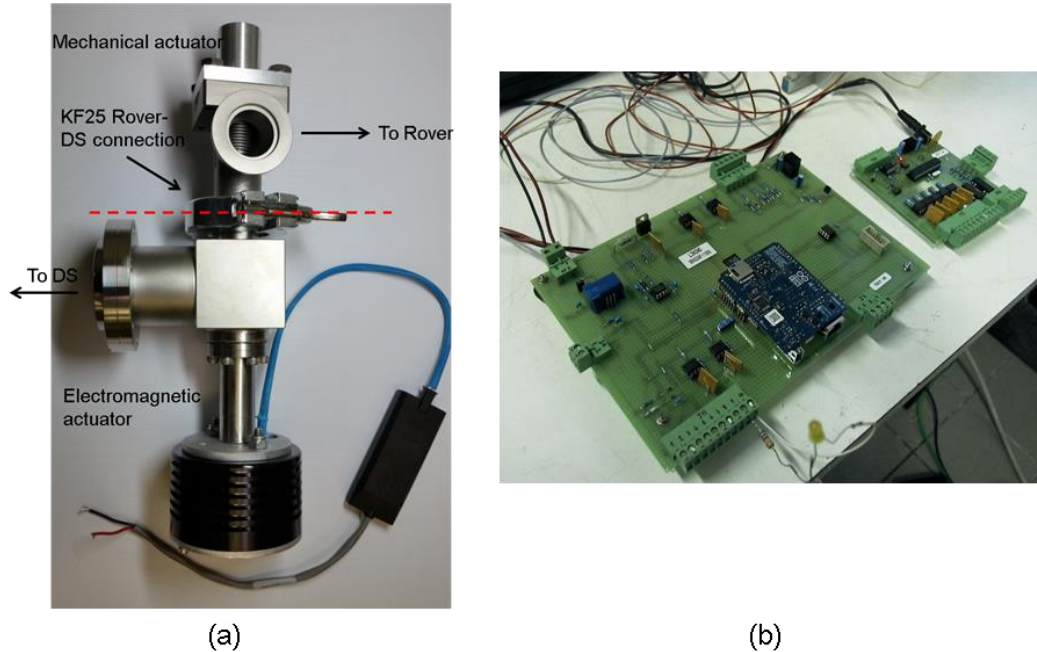 Mechanical actuator
KF25 Rover-
DS connection
To Rover
To DS
Electromagnetic
actuator
(a)
(b)